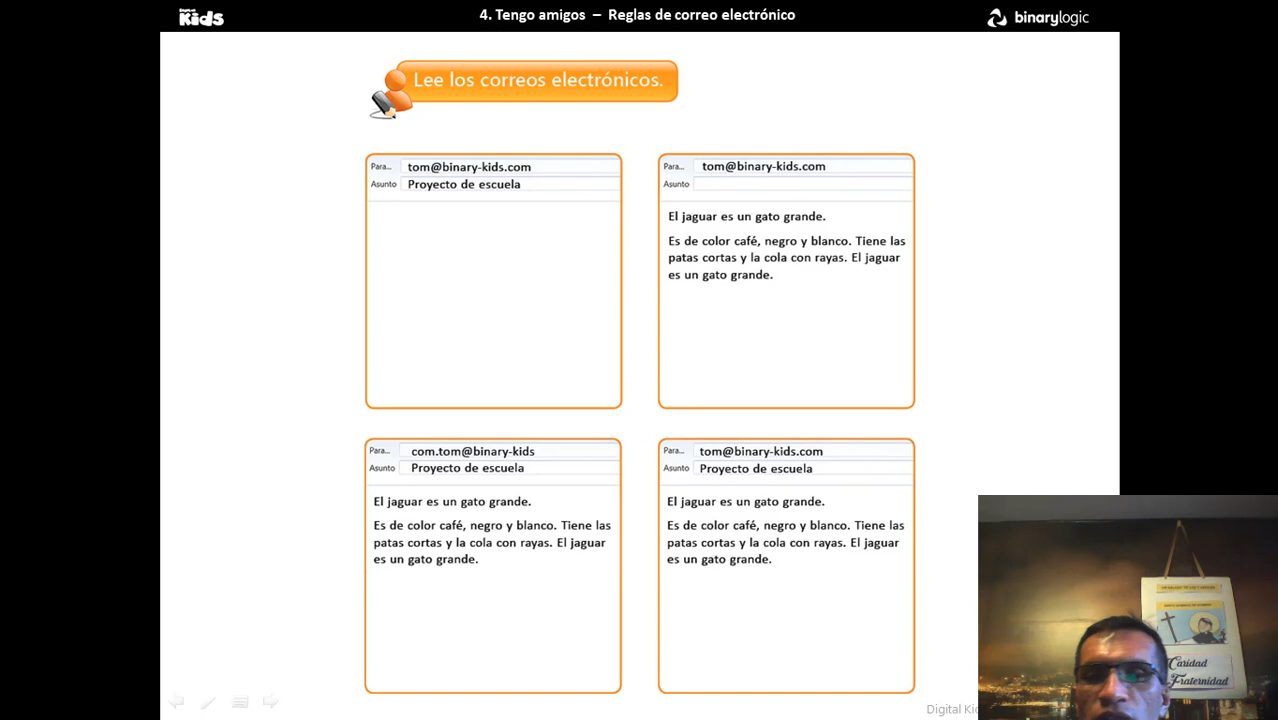 Digital Kids
4. Tengo amigos – Reglas de correo electrónico
binarylogic
Lee los correos electrónicos.
Para... tom@binary-kids.com
Asunto Proyecto de escuela
Para... tom@binary-kids.com
Asunto
El jaguar es un gato grande.
Es de color café, negro y blanco. Tiene las
patas cortas y la cola con rayas. El jaguar
es un gato grande.
Para... com.tom@binary-kids
Asunto Proyecto de escuela
El jaguar es un gato grande.
Es de color café, negro y blanco. Tiene las
patas cortas y la cola con rayas. El jaguar
es un gato grande.
Para... tom@binary-kids.com
Asunto Proyecto de escuela
El jaguar es un gato grande.
Es de color café, negro y blanco. Tiene las
patas cortas y la cola con rayas. El jaguar
es un gato grande.
Caridad
Fraternidad
Digital